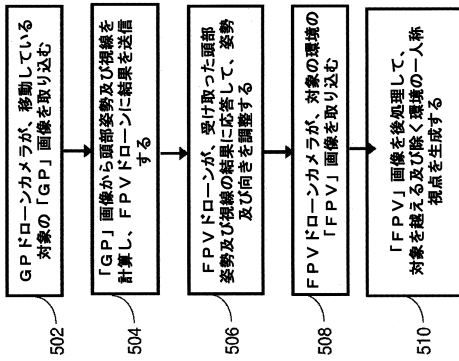 GPドローンカメラが、移動している
対象の「GP」画像を取り込む
502
「GP」画像から頭部姿勢及び視線を
計算し、FPVドローンに結果を送信
する
504
FPVドローンが、受け取った頭部
姿勢及び視線の結果に応答して、姿勢
及び向きを調整する
506
FPVドローンカメラが、対象の環境の
「FPV」画像を取り込む
508
「FPV」画像を後処理して、
対象を越える及び除く環境の一人称
視点を生成する
510